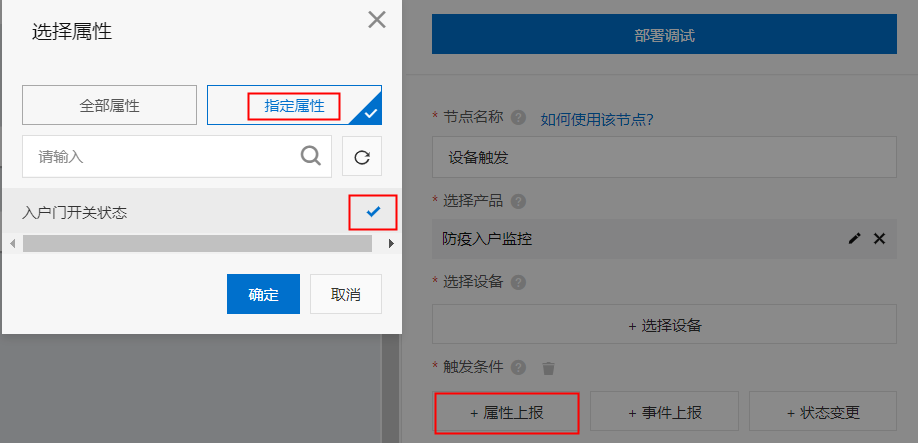 选择属性
全部属性
指定属性
请输入
入户门开关状态
确定
取消
部署调试
* 节点名称 ? 如何使用该节点?
设备触发
* 选择产品 ?
防疫入户监控
* 选择设备 ?
+ 选择设备
* 触发条件 ?
+ 属性上报
+ 事件上报
+ 状态变更